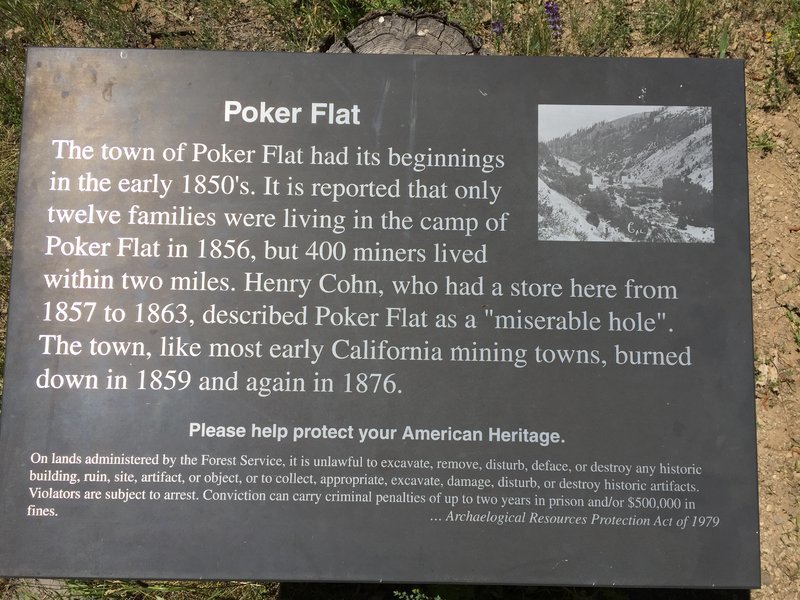 Poker Flat
The town of Poker Flat had its beginnings
in the early 1850's. It is reported that only
twelve families were living in the camp of
Poker Flat in 1856, but 400 miners lived
within two miles. Henry Cohn, who had a store here from
1857 to 1863, described Poker Flat as a "miserable hole".
The town, like most early California mining towns, burned
down in 1859 and again in 1876.
Please help protect your American Heritage.
On lands administered by the Forest Service, it is unlawful to excavate, remove, disturb, deface, or destroy any historic
building, ruin, site, artifact, or object, or to collect, appropriate, excavate, damage, disturb, or destroy historic artifacts.
Violators are subject to arrest. Conviction can carry criminal penalties of up to two years in prison and/or $500,000 in
fines.
... Archaelogical Resources Protection Act of 1979